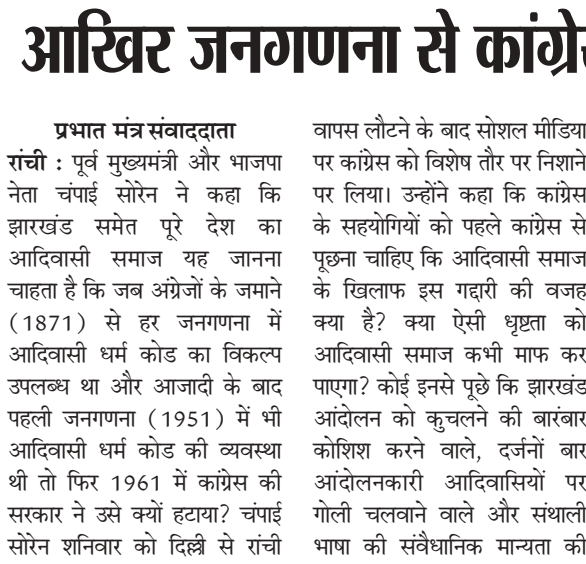 आखिर जनगणना से कांग्रे
प्रभात मंत्र संवाददाता
रांची : पूर्व मुख्यमंत्री और भाजपा
नेता चंपाई सोरेन ने कहा कि
झारखंड समेत पूरे देश का
आदिवासी समाज यह जानना
चाहता है कि जब अंग्रेजों के जमाने
(1871) से हर जनगणना में
आदिवासी धर्म कोड का विकल्प
उपलब्ध था और आजादी के बाद
पहली जनगणना (1951) में भी
आदिवासी धर्म कोड की व्यवस्था
थी तो फिर 1961 में कांग्रेस की
सरकार ने उसे क्यों हटाया? चंपाई
सोरेन शनिवार को दिल्ली से रांची
वापस लौटने के बाद सोशल मीडिया
पर कांग्रेस को विशेष तौर पर निशाने
पर लिया। उन्होंने कहा कि कांग्रेस
के सहयोगियों को पहले कांग्रेस से
पूछना चाहिए कि आदिवासी समाज
के खिलाफ इस गद्दारी की वजह
क्या है? क्या ऐसी धृष्टता को
आदिवासी समाज कभी माफ कर
पाएगा? कोई इनसे पूछे कि झारखंड
आंदोलन को कुचलने की बारंबार
कोशिश करने वाले, दर्जनों बार
आंदोलनकारी आदिवासियों पर
गोली चलवाने वाले और संथाली
भाषा की संवैधानिक मान्यता की